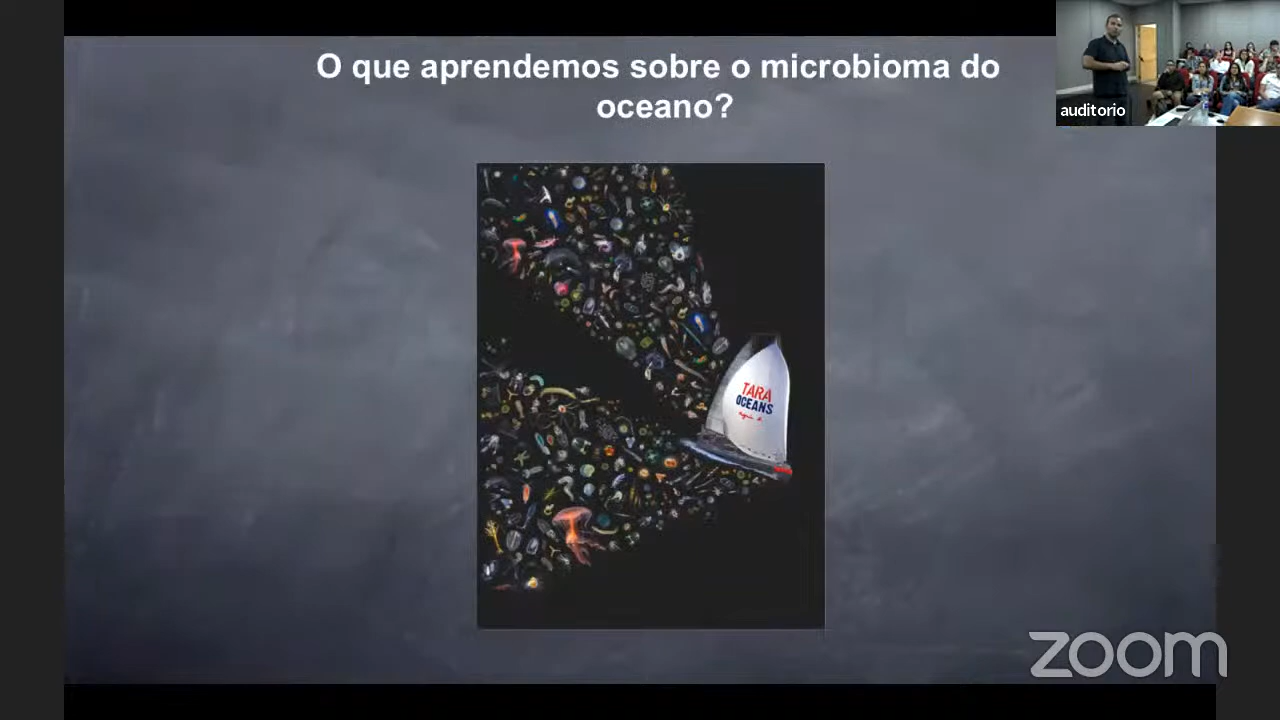 O que aprendemos sobre o microbioma do
oceano?
auditorio
TARA
OCEANS
zoom